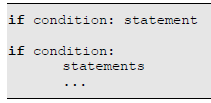 if condition: statement
if condition:
statements
...